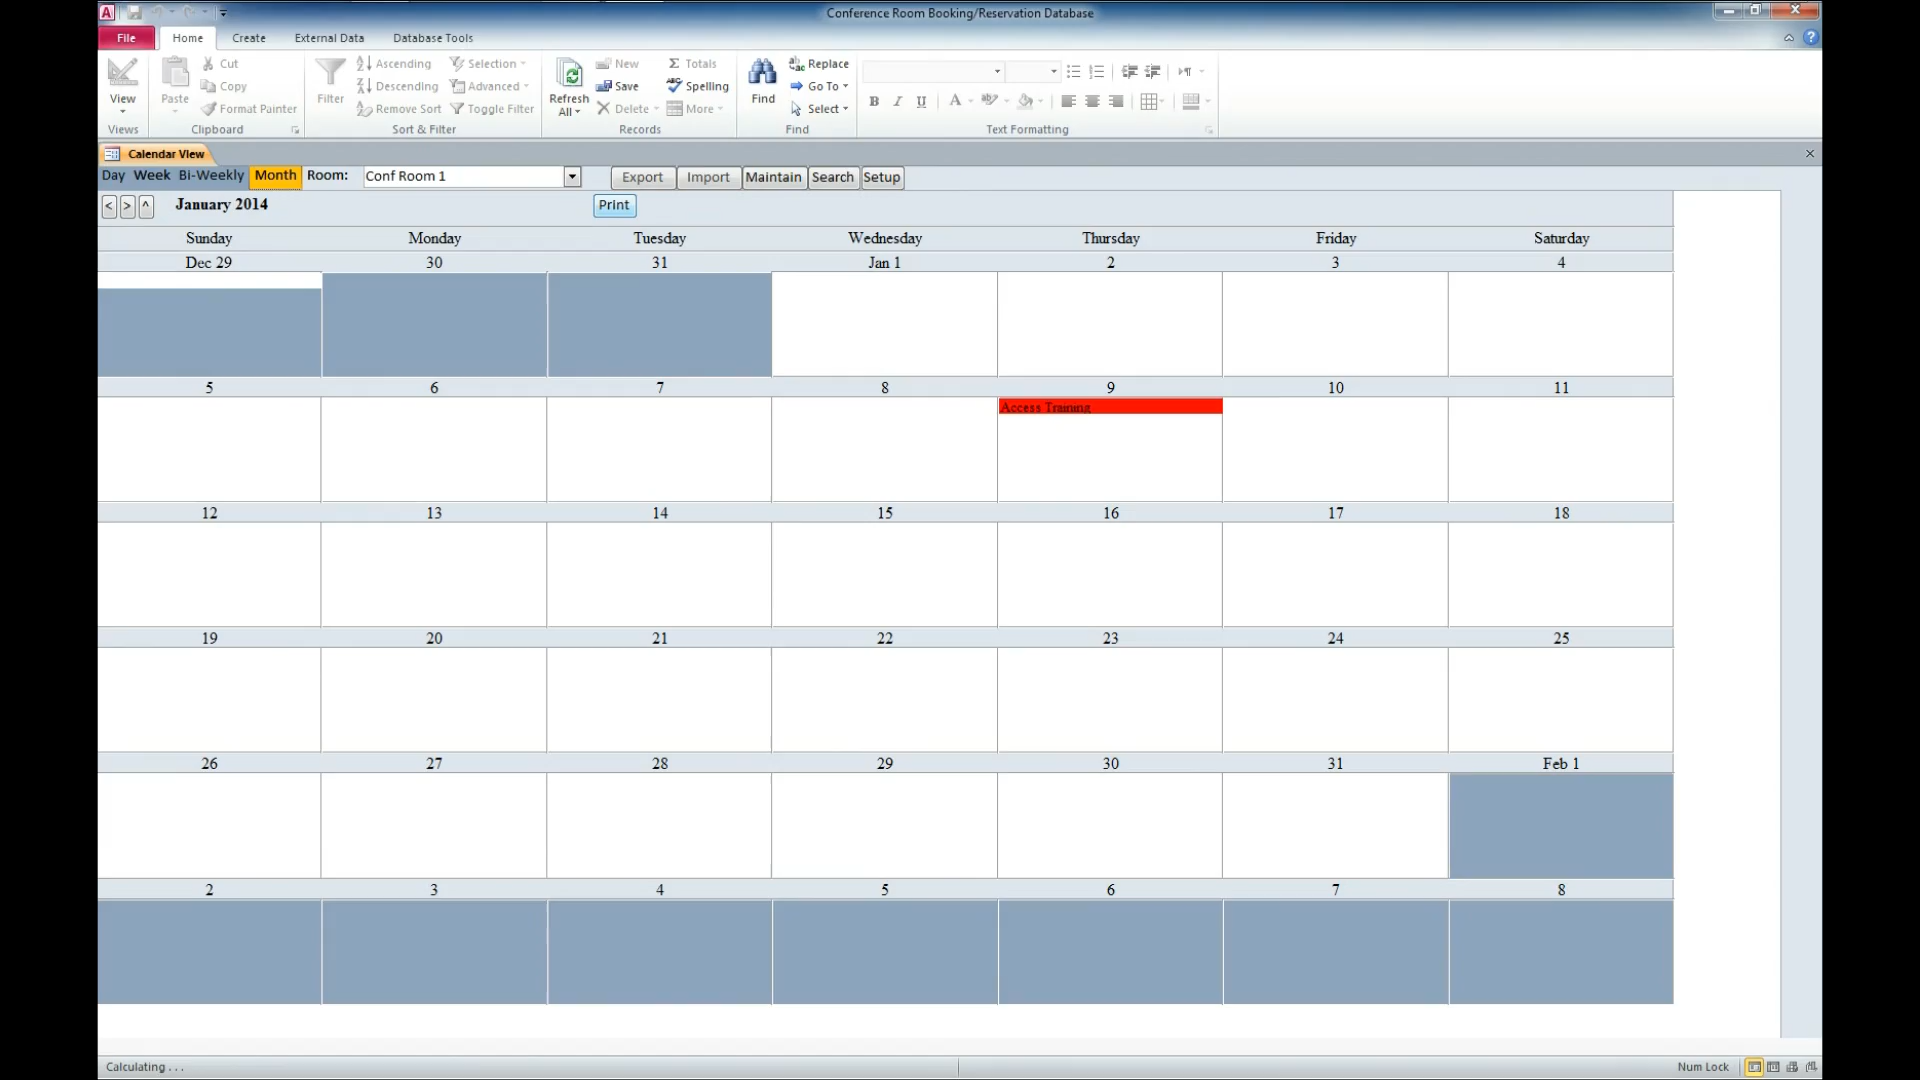 Conference Room Booking/Reservation Database
File Home Create External Data Database Tools
View Paste Cut Copy Format Painter Filter Ascending Descending Remove Sort Selection Advanced Toggle Filter Refresh All New Save Delete Totals Spelling More Find Replace Go To Select B I U A
Views Clipboard Sort & Filter Records Find Text Formatting
Calendar View
Day Week Bi-Weekly Month Room: Conf Room 1 Export Import Maintain Search Setup
< > ^ January 2014 Print
Sunday Monday Tuesday Wednesday Thursday Friday Saturday
Dec 29 30 31 Jan 1 2 3 4
5 6 7 8 9 10 11
Access Training
12 13 14 15 16 17 18
19 20 21 22 23 24 25
26 27 28 29 30 31 Feb 1
2 3 4 5 6 7 8
Calculating . . . Num Lock